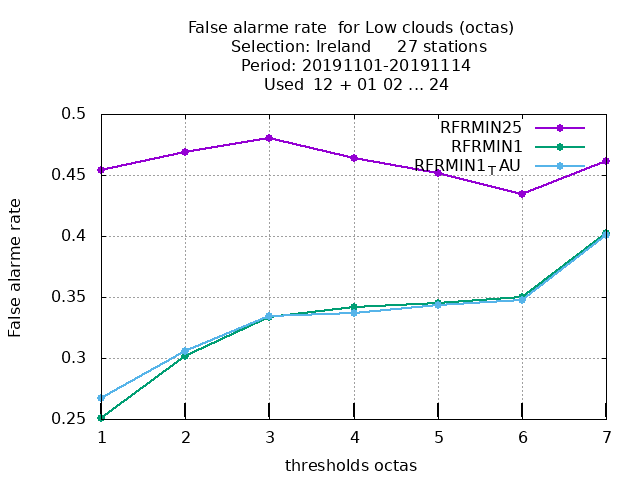 False alarme rate  for Low clouds (octas)
Selection: Ireland     27 stations
Period: 20191101-20191114
Used  12 + 01 02 ... 24
RFRMIN25
RFRMIN1
RFRMIN1TAU
False alarme rate
0.5
0.45
0.4
0.35
0.3
0.25
1 2 3 4 5 6 7
thresholds octas